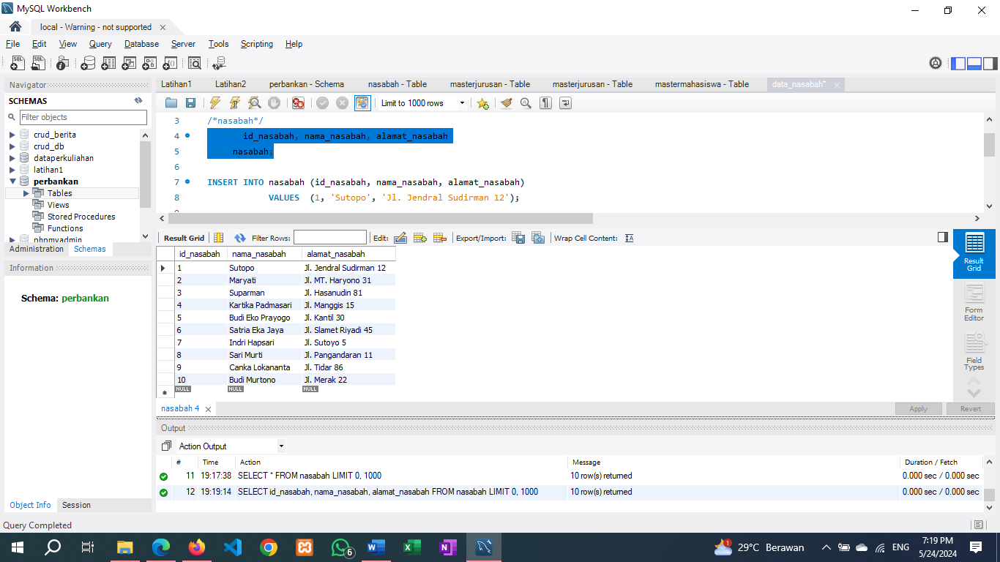 MySQL Workbench
local - Warning - not supported
File Edit View Query Database Server Tools Scripting Help
Navigator
SCHEMAS
Filter objects
crud_berita
crud_db
dataperkuliahan
latihan1
perbankan
Tables
Views
Stored Procedures
Functions
phpmyadmin
Administration Schemas
Information
Schema: perbankan
Object Info Session
Latihan1 Latihan2 perbankan - Schema nasabah - Table masterjurusan - Table masterjurusan - Table mastermahasiswa - Table data_nasabah*
Limit to 1000 rows
3 /*nasabah*/
4 id_nasabah, nama_nasabah, alamat_nasabah
5 nasabah;
6
7 INSERT INTO nasabah (id_nasabah, nama_nasabah, alamat_nasabah)
8 VALUES (1, 'Sutopo', 'Jl. Jendral Sudirman 12');
Result Grid Filter Rows: Edit: Export/Import: Wrap Cell Content:
id_nasabah nama_nasabah alamat_nasabah
1 Sutopo Jl. Jendral Sudirman 12
2 Maryati Jl. MT. Haryono 31
3 Suparman Jl. Hasanudin 81
4 Kartika Padmasari Jl. Manggis 15
5 Budi Eko Prayogo Jl. Kantil 30
6 Satria Eka Jaya Jl. Slamet Riyadi 45
7 Indri Hapsari Jl. Sutoyo 5
8 Sari Murti Jl. Pangandaran 11
9 Canka Lokananta Jl. Tidar 86
10 Budi Murtono Jl. Merak 22
NULL NULL NULL
Result
Grid
Form
Editor
Field
Types
nasabah 4
Apply Revert
Output
Action Output
# Time Action Message Duration / Fetch
11 19:17:38 SELECT * FROM nasabah LIMIT 0, 1000 10 row(s) returned 0.000 sec / 0.000 sec
12 19:19:14 SELECT id_nasabah, nama_nasabah, alamat_nasabah FROM nasabah LIMIT 0, 1000 10 row(s) returned 0.000 sec / 0.000 sec
Query Completed
6
1
29°C Berawan
ENG
7:19 PM
5/24/2024